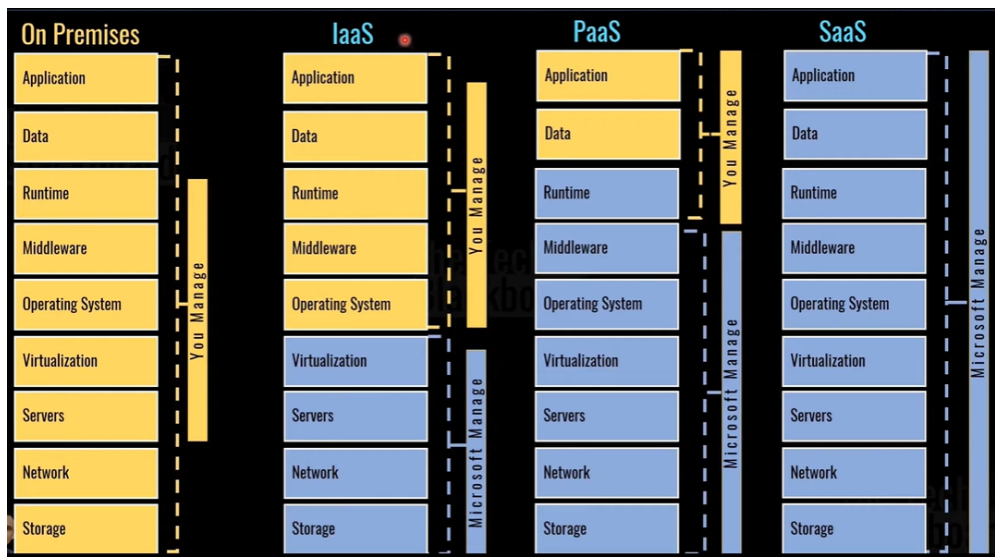 On Premises
Application
Data
Runtime
Middleware
Operating System
Virtualization
Servers
Network
Storage
You Manage
IaaS
Application
Data
Runtime
Middleware
Operating System
Virtualization
Servers
Network
Storage
You Manage
Microsoft Manage
PaaS
Application
Data
Runtime
Middleware
Operating System
Virtualization
Servers
Network
Storage
You Manage
Microsoft Manage
SaaS
Application
Data
Runtime
Middleware
Operating System
Virtualization
Servers
Network
Storage
Microsoft Manage